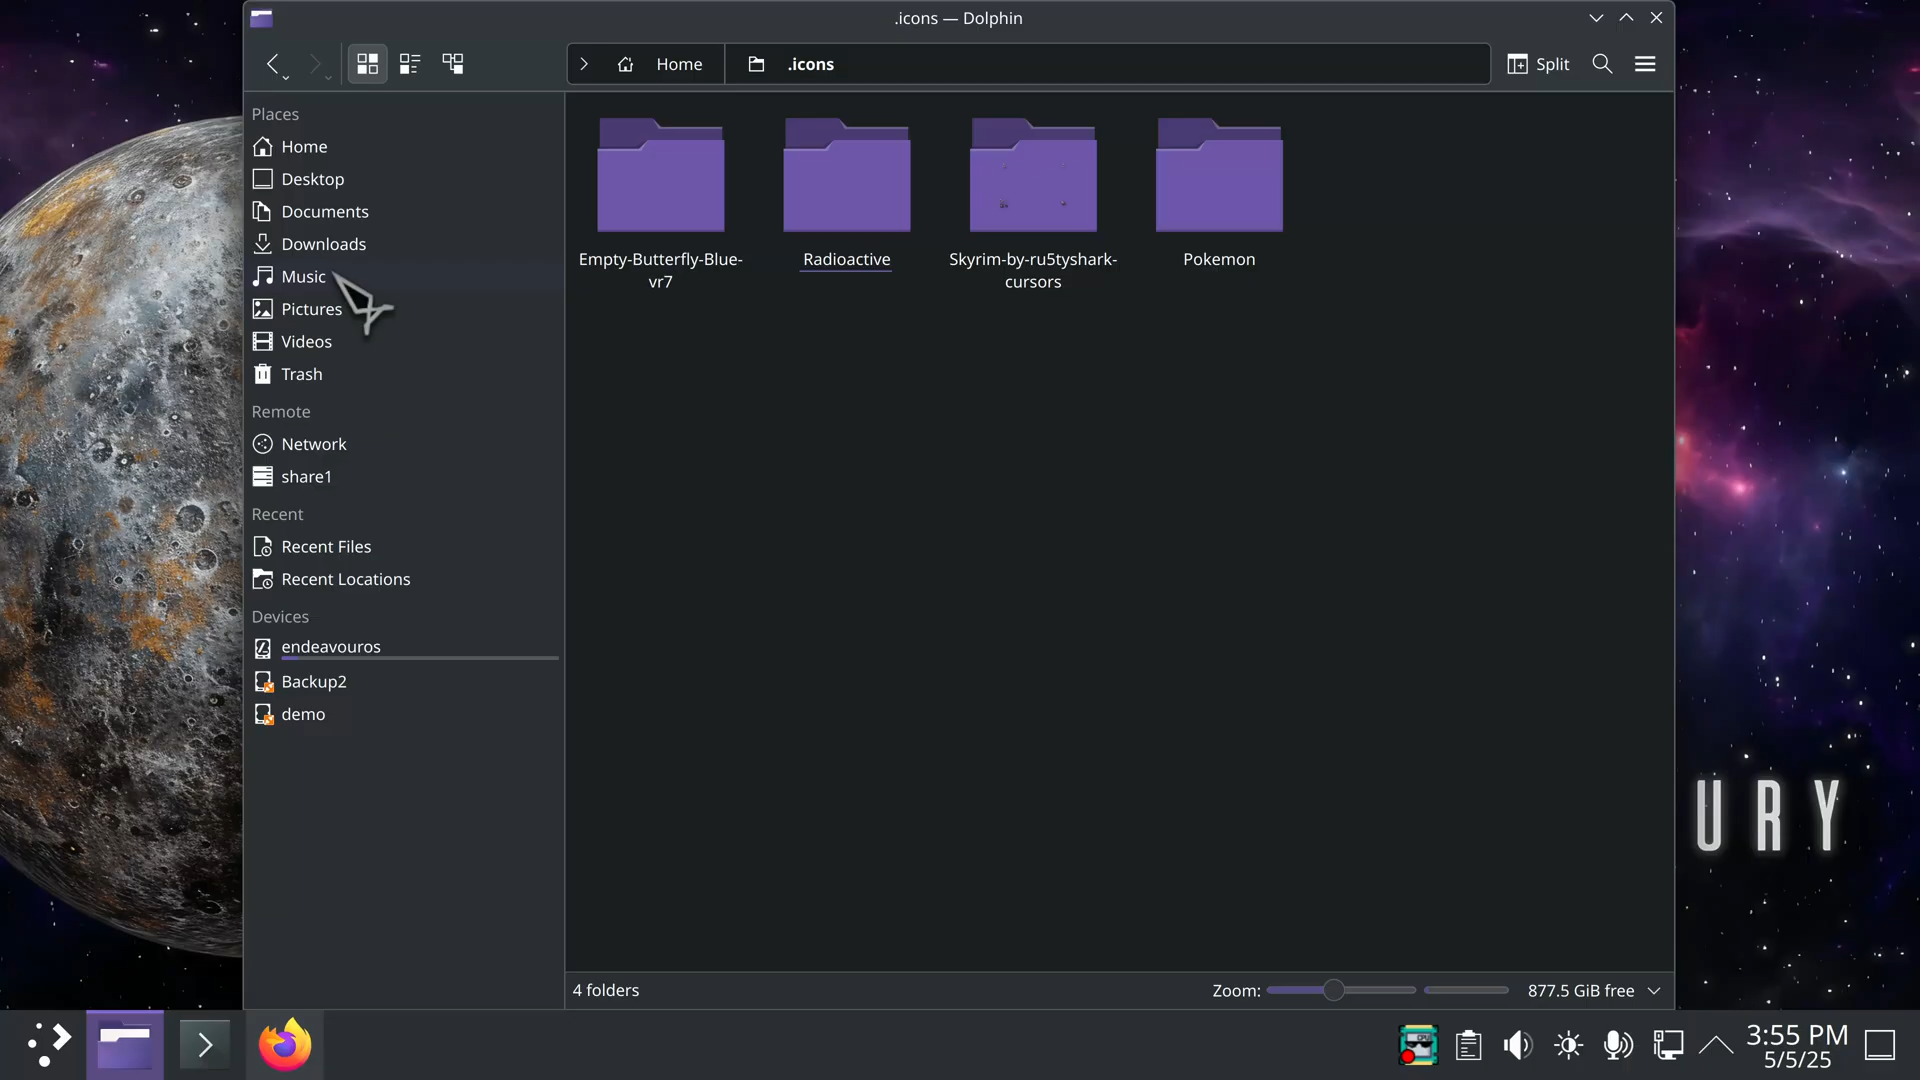 .icons — Dolphin
Home
.icons
Split
Places
Home
Desktop
Documents
Downloads
Music
Pictures
Videos
Trash
Remote
Network
share1
Recent
Recent Files
Recent Locations
Devices
endeavouros
Backup2
demo
Empty-Butterfly-Blue-
vr7
Radioactive
Skyrim-by-ru5tyshark-
cursors
Pokemon
URY
4 folders
Zoom:
877.5 GiB free
3:55 PM
5/5/25